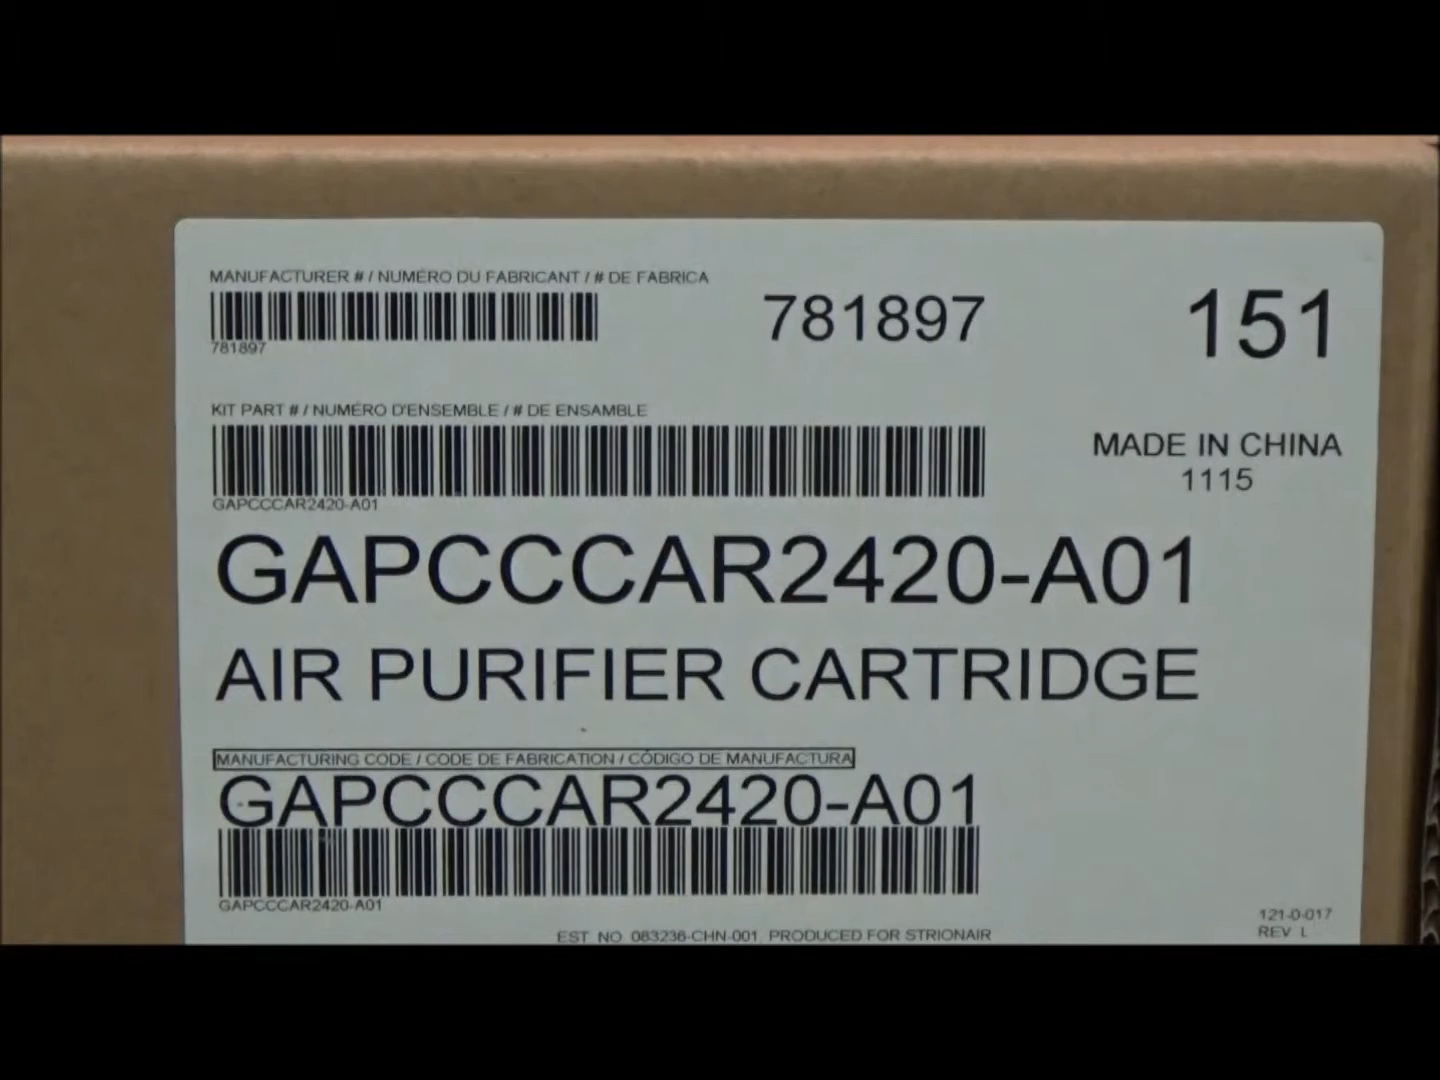 MANUFACTURER # / NUMÉRO DU FABRICANT / # DE FABRICA
781897 151
781897
KIT PART # / NUMÉRO D'ENSEMBLE / # DE ENSAMBLE
MADE IN CHINA
1115
GAPCCCAR2420-A01
GAPCCCAR2420-A01
AIR PURIFIER CARTRIDGE
MANUFACTURING CODE / CODE DE FABRICATION / CÓDIGO DE MANUFACTURA
GAPCCCAR2420-A01
GAPCCCAR2420-A01
121-0-017
REV L
EST NO 083236-CHN-001, PRODUCED FOR STRIONAIR